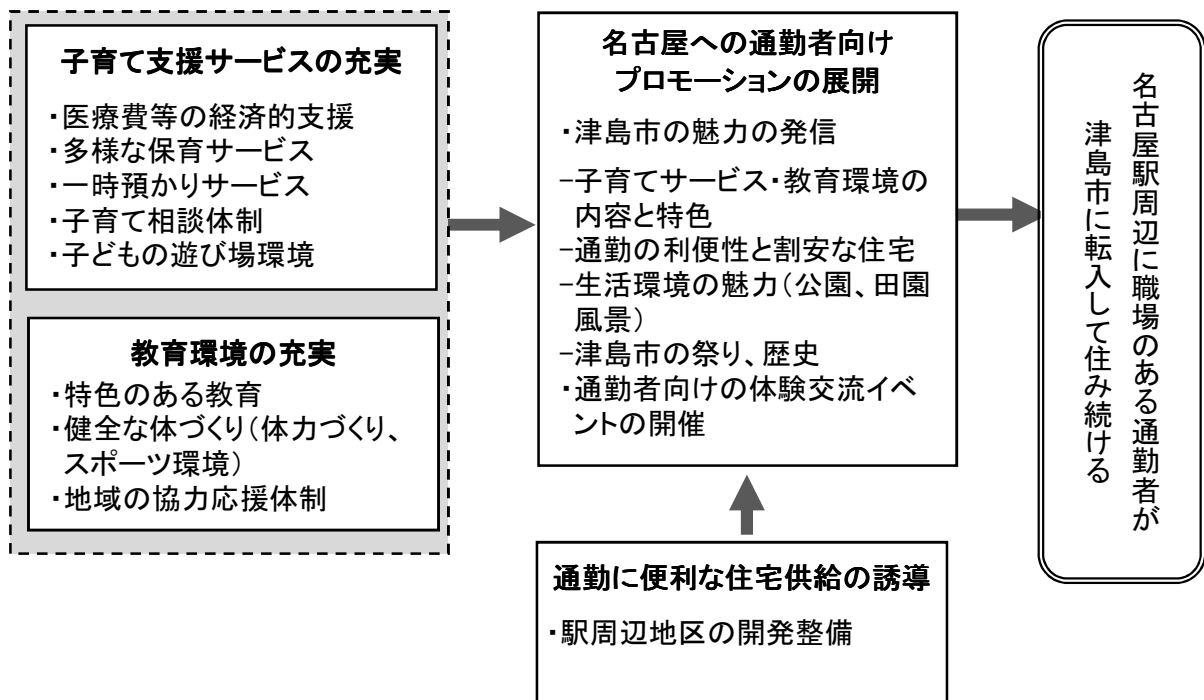 子育て支援サービスの充実
・医療費等の経済的支援
・多様な保育サービス
・一時預かりサービス
・子育て相談体制
・子どもの遊び場環境
教育環境の充実
・特色のある教育
・健全な体づくり（体力づくり、
スポーツ環境）
・地域の協力応援体制
名古屋への通勤者向け
プロモーションの展開
・津島市の魅力の発信
−子育てサービス・教育環境の
内容と特色
−通勤の利便性と割安な住宅
−生活環境の魅力（公園、田園
風景）
−津島市の祭り、歴史
・通勤者向けの体験交流イベ
ントの開催
通勤に便利な住宅供給の誘導
・駅周辺地区の開発整備
名古屋駅周辺に職場のある通勤者が
津島市に転入して住み続ける